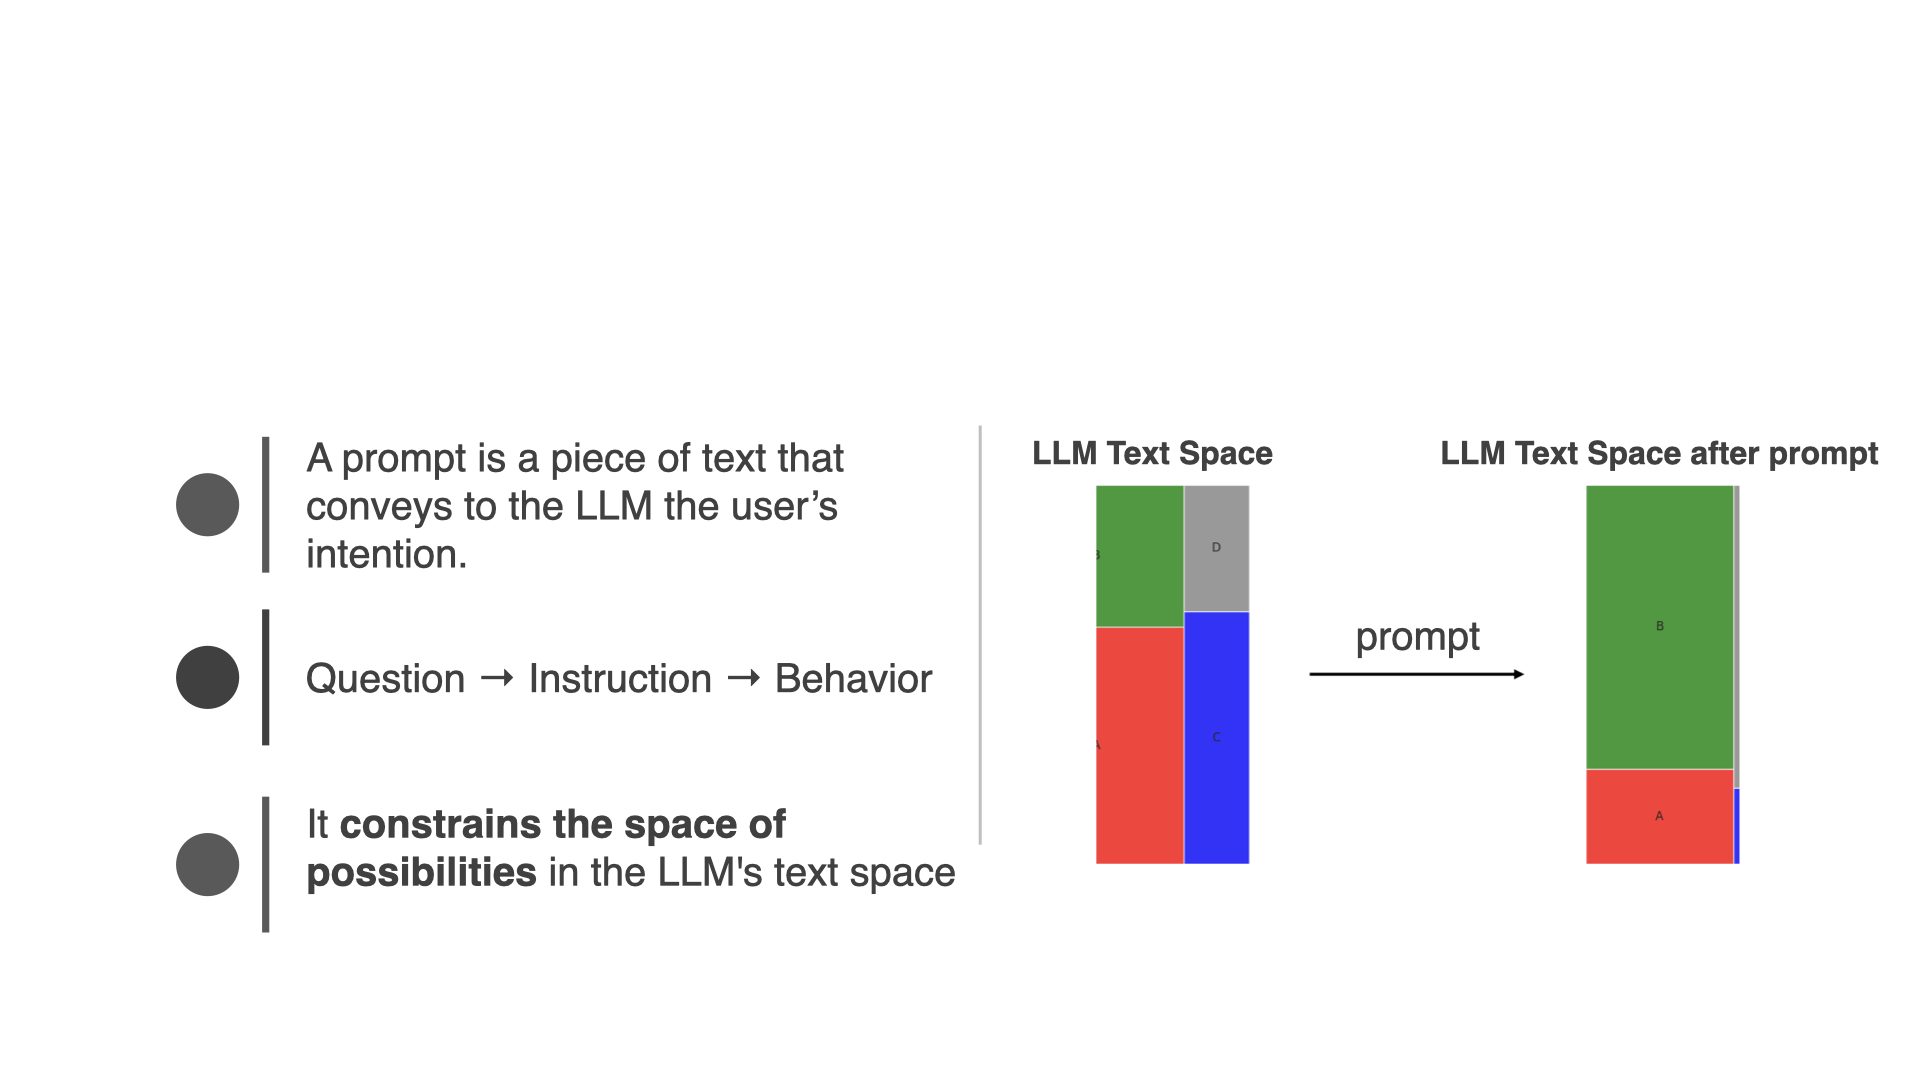 A prompt is a piece of text that
conveys to the LLM the user’s
intention.
Question → Instruction → Behavior
It constrains the space of
possibilities in the LLM's text space
LLM Text Space
B
D
A
C
prompt
LLM Text Space after prompt
B
A